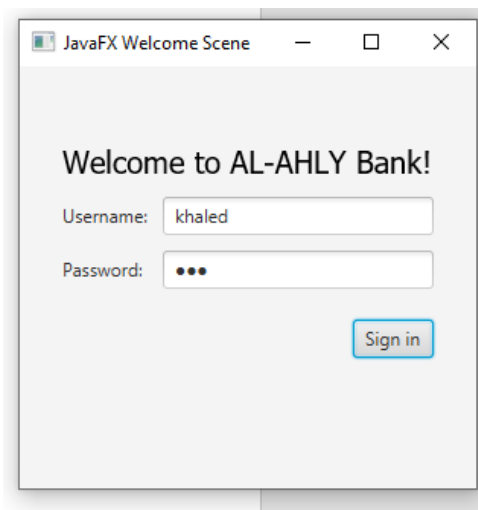 JavaFX Welcome Scene
Welcome to AL-AHLY Bank!
Username: khaled
Password: •••
Sign in